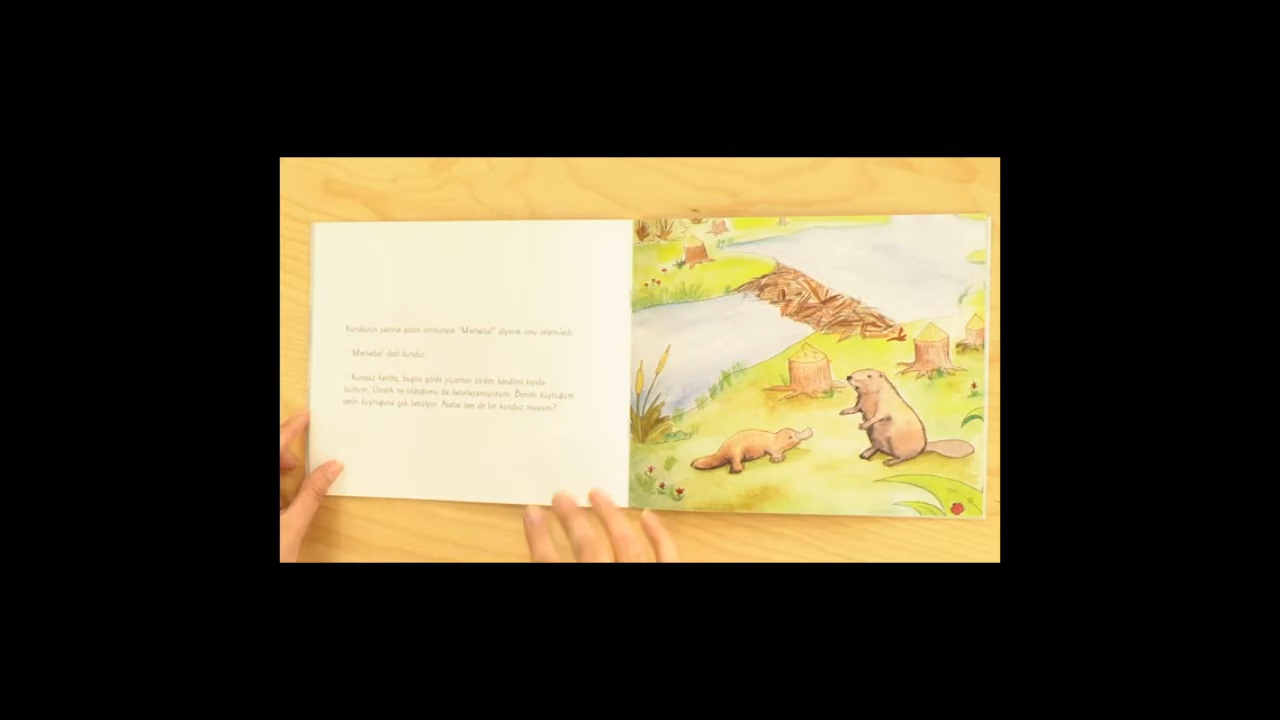 Kunduzun yanına giden ornitorenk "Merhaba!" diyerek onu selamladı.
- Merhaba! dedi kunduz.
- Kunduz kardeş, bugün gölde yüzerken birden kendimi kıyıda
buldum. Üstelik ne olduğumu da hatırlayamıyorum. Benim kuyruğum
senin kuyruğuna çok benziyor. Acaba ben de bir kunduz muyum?